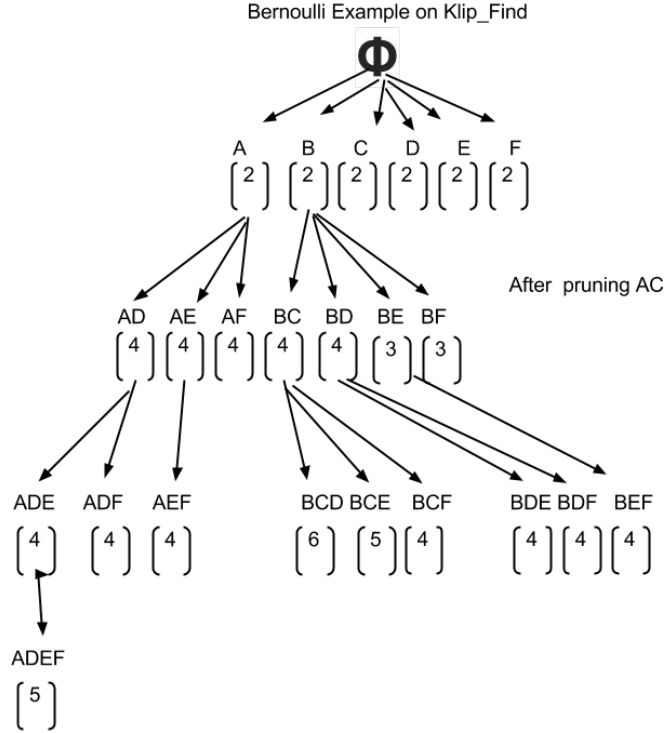 Bernoulli Example on Klip_Find
Φ
A B C D E F
2 2 2 2 2 2
After pruning AC
AD AE AF BC BD BE BF
4 4 4 4 4 3 3
ADE ADF AEF BCD BCE BCF BDE BDF BEF
4 4 4 6 5 4 4 4 4
ADEF
5